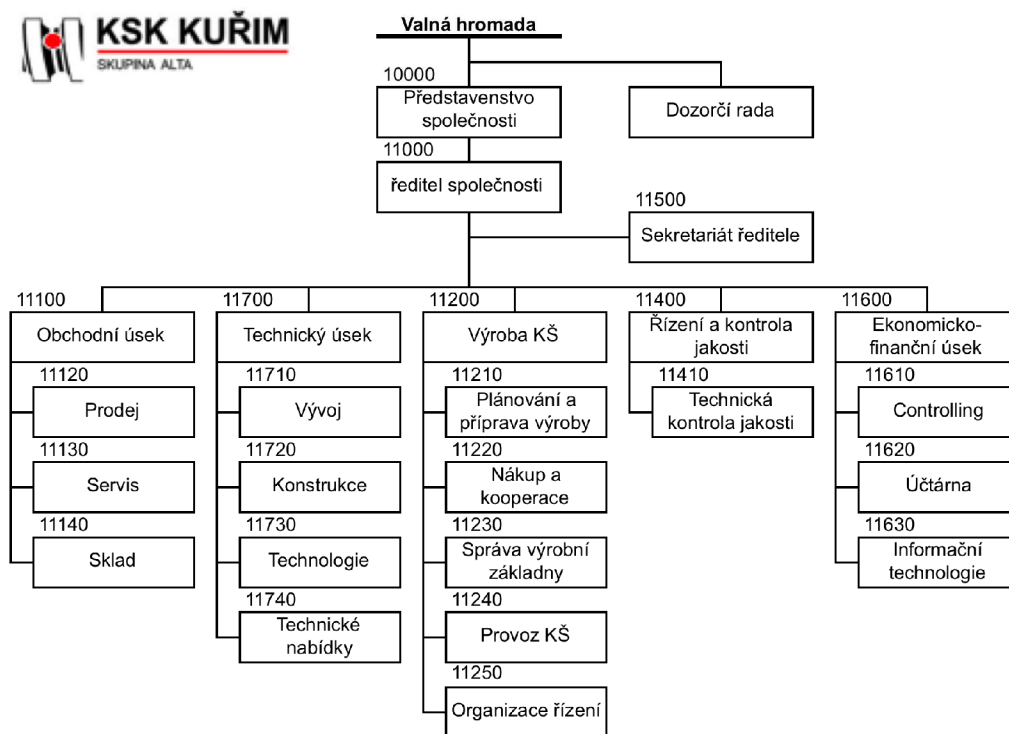 KSK KUŘIM
SKUPINA ALTA
Valná hromada
10000
Představenstvo
společnosti
Dozorčí rada
11000
ředitel společnosti
11500
Sekretariát ředitele
11100
Obchodní úsek
11120
Prodej
11130
Servis
11140
Sklad
11700
Technický úsek
11710
Vývoj
11720
Konstrukce
11730
Technologie
11740
Technické
nabídky
11200
Výroba KŠ
11210
Plánování a
příprava výroby
11220
Nákup a
kooperace
11230
Správa výrobní
základny
11240
Provoz KŠ
11250
Organizace řízení
11400
Řízení a kontrola
jakosti
11410
Technická
kontrola jakosti
11600
Ekonomicko-
finanční úsek
11610
Controlling
11620
Účtárna
11630
Informační
technologie